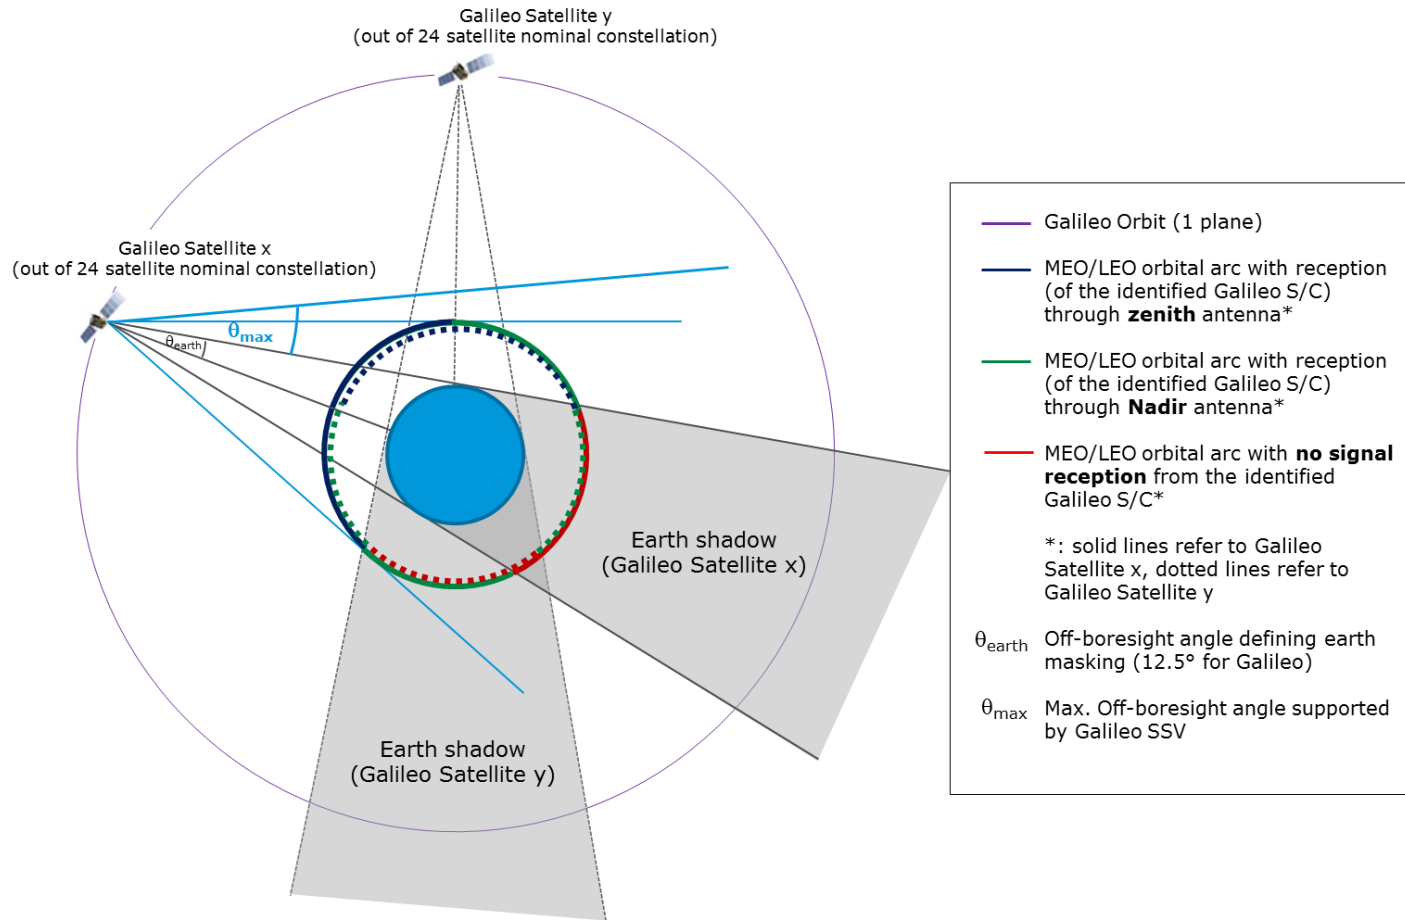 Galileo Satellite y
(out of 24 satellite nominal constellation)
Galileo Satellite x
(out of 24 satellite nominal constellation)
θmax
θearth
Earth shadow
(Galileo Satellite x)
Earth shadow
(Galileo Satellite y)
Galileo Orbit (1 plane)
MEO/LEO orbital arc with reception
(of the identified Galileo S/C)
through zenith antenna*
MEO/LEO orbital arc with reception
(of the identified Galileo S/C)
through Nadir antenna*
MEO/LEO orbital arc with no signal
reception from the identified
Galileo S/C*
*: solid lines refer to Galileo
Satellite x, dotted lines refer to
Galileo Satellite y
θearth Off-boresight angle defining earth
masking (12.5° for Galileo)
θmax Max. Off-boresight angle supported
by Galileo SSV